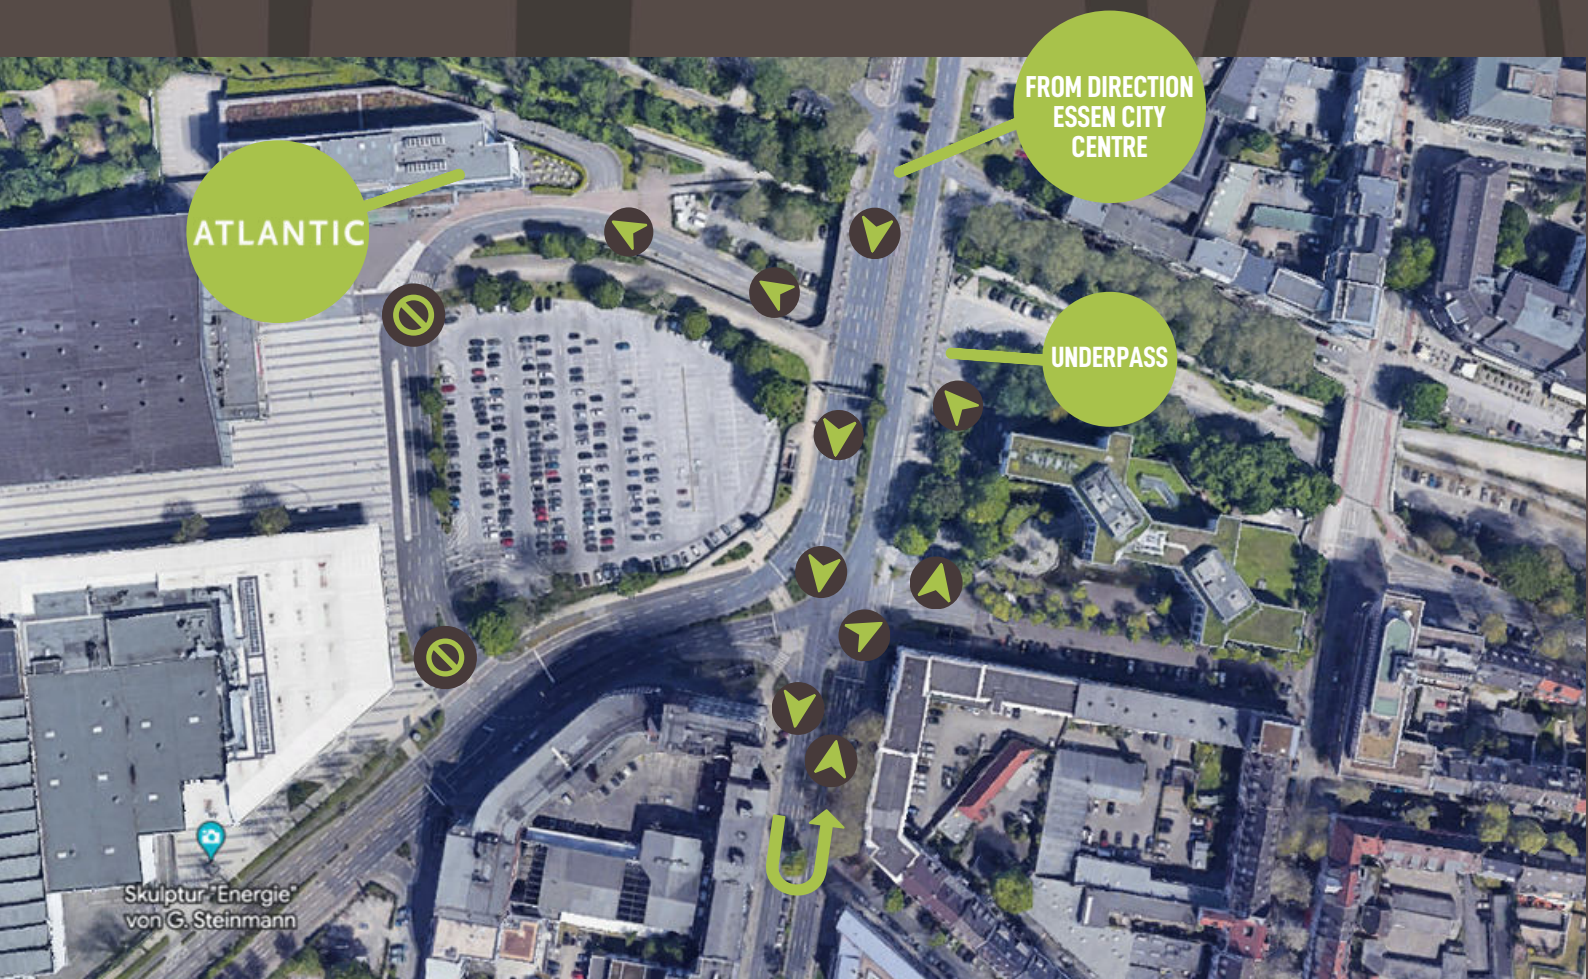 FROM DIRECTION
ESSEN CITY
CENTRE
ATLANTIC
UNDERPASS
Skulptur "Energie"
von G. Steinmann